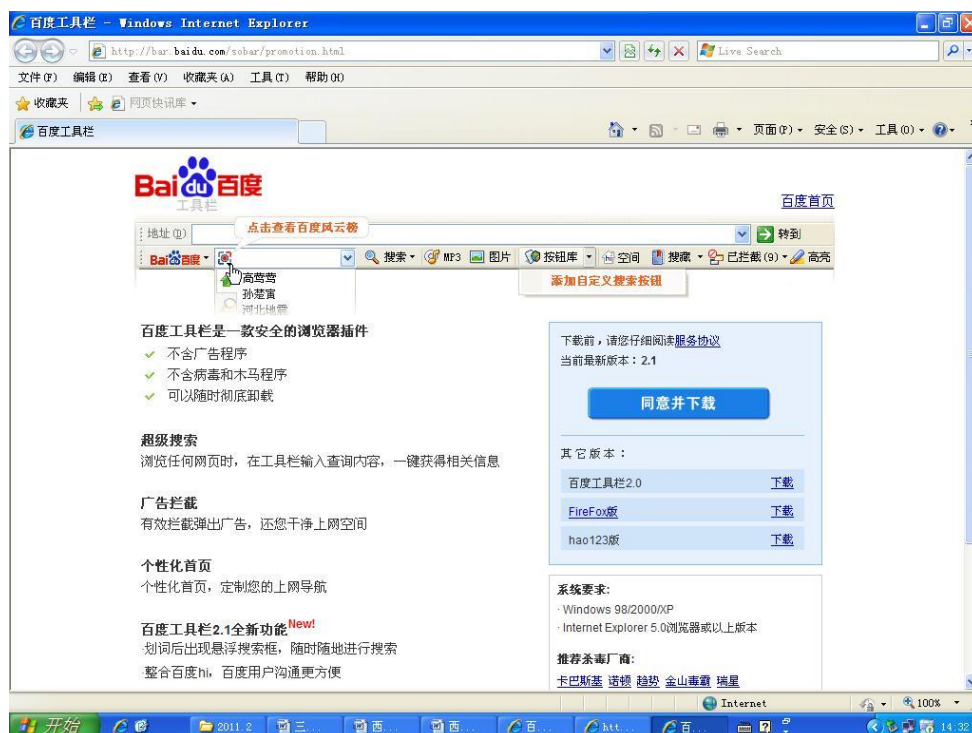 百度工具栏 - Windows Internet Explorer
http://bar.baidu.com/sobar/promotion.html
Live Search
文件(F) 编辑(E) 查看(V) 收藏夹(A) 工具(T) 帮助(H)
收藏夹 网页快讯库
百度工具栏
页面(P) 安全(S) 工具(O)
Baidu百度
工具栏
百度首页
点击查看百度风云榜
地址(D) 转到
Baidu百度 搜索 MP3 图片 按钮库 空间 搜藏 已拦截(9) 高亮
高莺莺
添加自定义搜索按钮
孙楚寅
河北地震
百度工具栏是一款安全的浏览器插件
不含广告程序
不含病毒和木马程序
可以随时彻底卸载
超级搜索
浏览任何网页时，在工具栏输入查询内容，一键获得相关信息
广告拦截
有效拦截弹出广告，还您干净上网空间
个性化首页
个性化首页，定制您的上网导航
百度工具栏2.1全新功能New!
·划词后出现悬浮搜索框，随时随地进行搜索
·整合百度hi，百度用户沟通更方便
下载前，请您仔细阅读服务协议
当前最新版本：2.1
同意并下载
其它版本：
百度工具栏2.0 下载
FireFox版 下载
hao123版 下载
系统要求:
· Windows 98/2000/XP
· Internet Explorer 5.0浏览器或以上版本
推荐杀毒厂商:
卡巴斯基 诺顿 趋势 金山毒霸 瑞星
Internet 100%
开始 2011.2 三... 西... 西... 百... htt... 百... 14:32